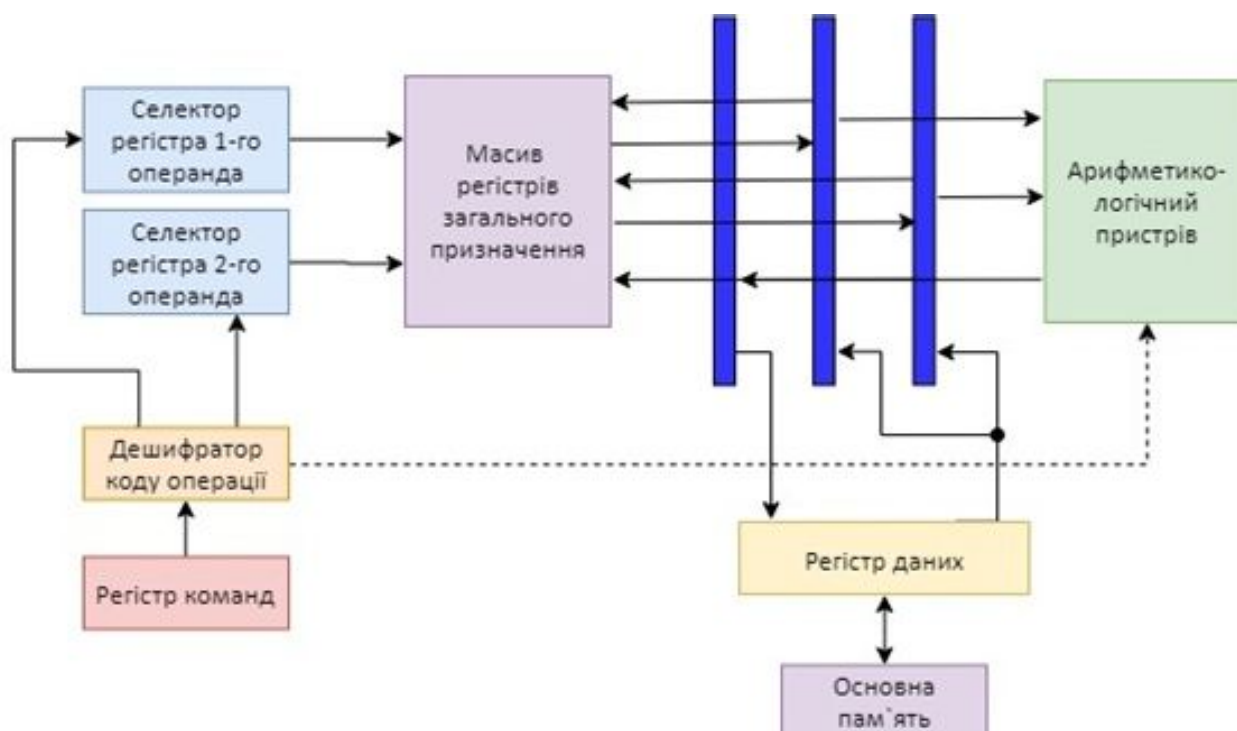 Селектор
регістра 1-го
операнда
Селектор
регістра 2-го
операнда
Масив
регістрів
загального
призначення
Арифметико-
логічний
пристрів
Дешифратор
коду операції
Регістр команд
Регістр даних
Основна
пам`ять